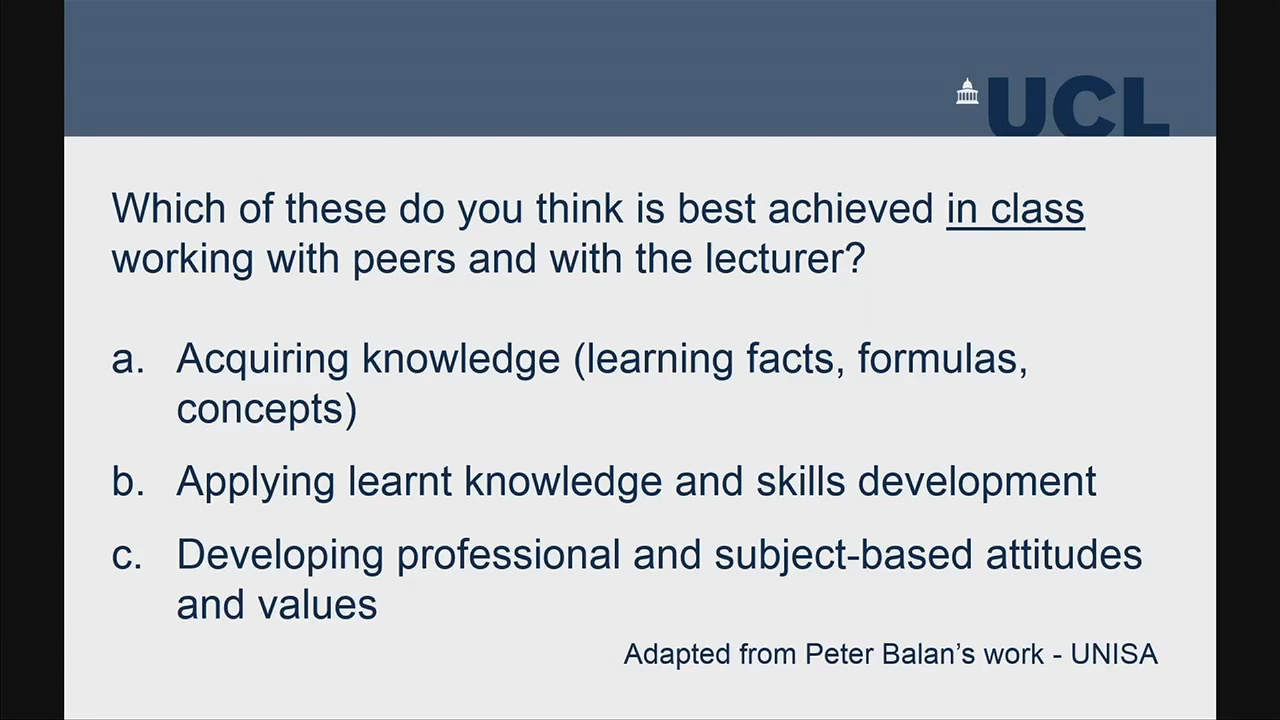 UCL
Which of these do you think is best achieved in class
working with peers and with the lecturer?
a. Acquiring knowledge (learning facts, formulas,
concepts)
b. Applying learnt knowledge and skills development
c. Developing professional and subject-based attitudes
and values
Adapted from Peter Balan’s work - UNISA